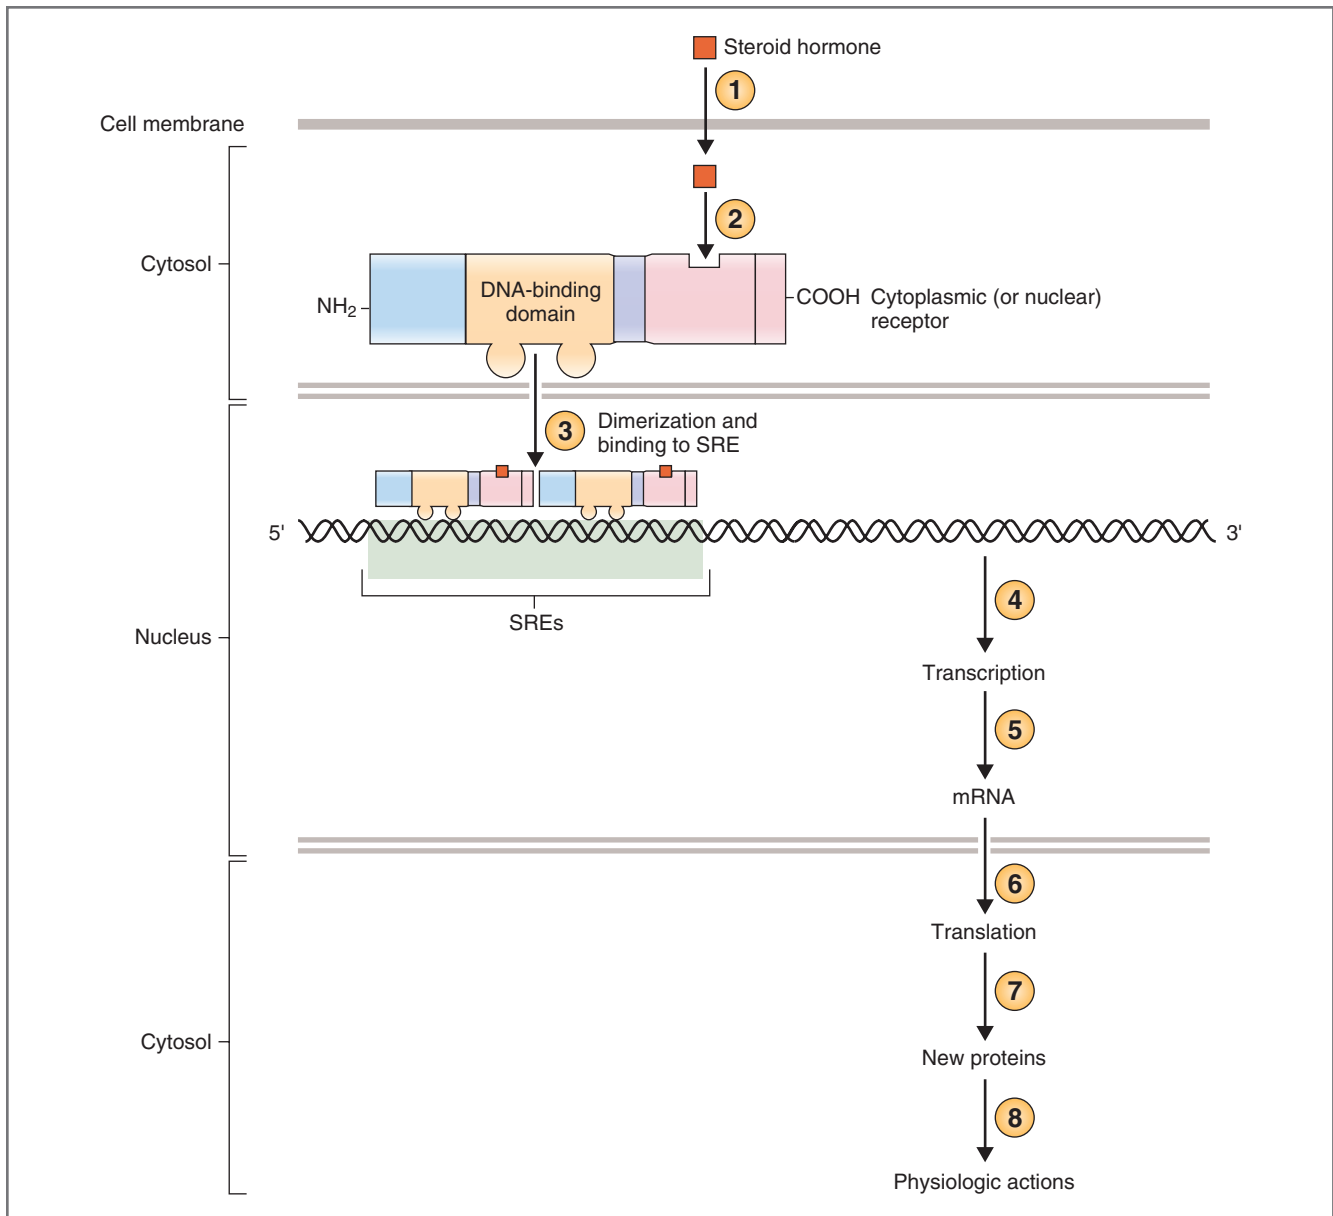 Steroid hormone
1
Cell membrane
2
Cytosol
DNA-binding
domain
NH2
COOH Cytoplasmic (or nuclear)
receptor
3
Dimerization and
binding to SRE
5'
3'
SREs
4
Nucleus
Transcription
5
mRNA
6
Translation
7
Cytosol
New proteins
8
Physiologic actions